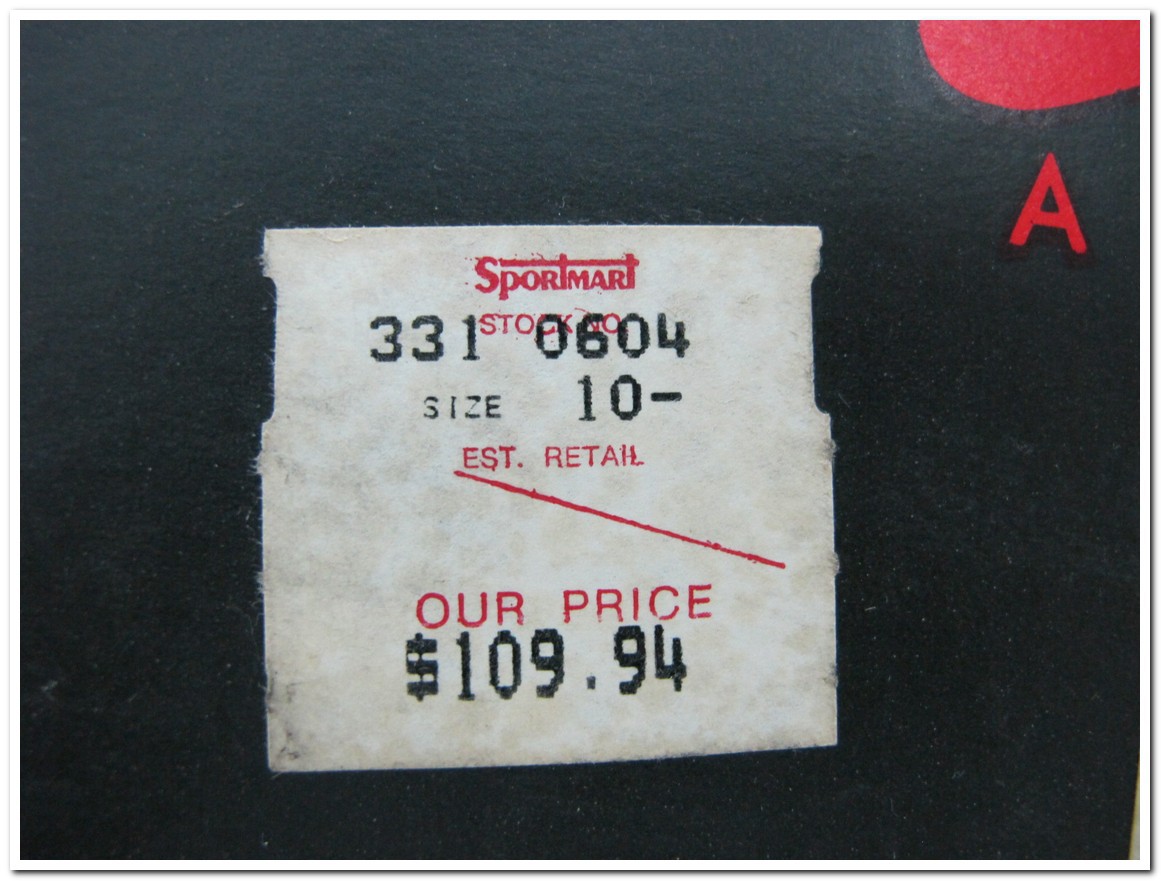 A
SPORTMART
STOCK NO.
331 0604
SIZE 10-
EST. RETAIL
OUR PRICE
$109.94